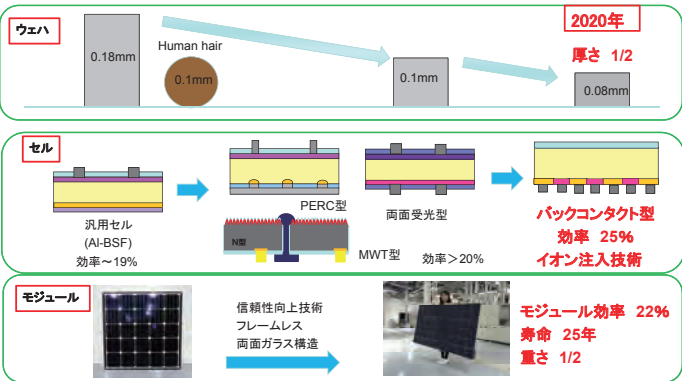 ウェハ
2020年
厚さ 1/2
0.18mm
Human hair
0.1mm
0.1mm
0.08mm
セル
汎用セル
(Al-BSF)
効率~19%
PERC型
N型
MWT型
両面受光型
効率>20%
バックコンタクト型
効率 25%
イオン注入技術
モジュール
信頼性向上技術
フレームレス
両面ガラス構造
モジュール効率 22%
寿命 25年
重さ 1/2